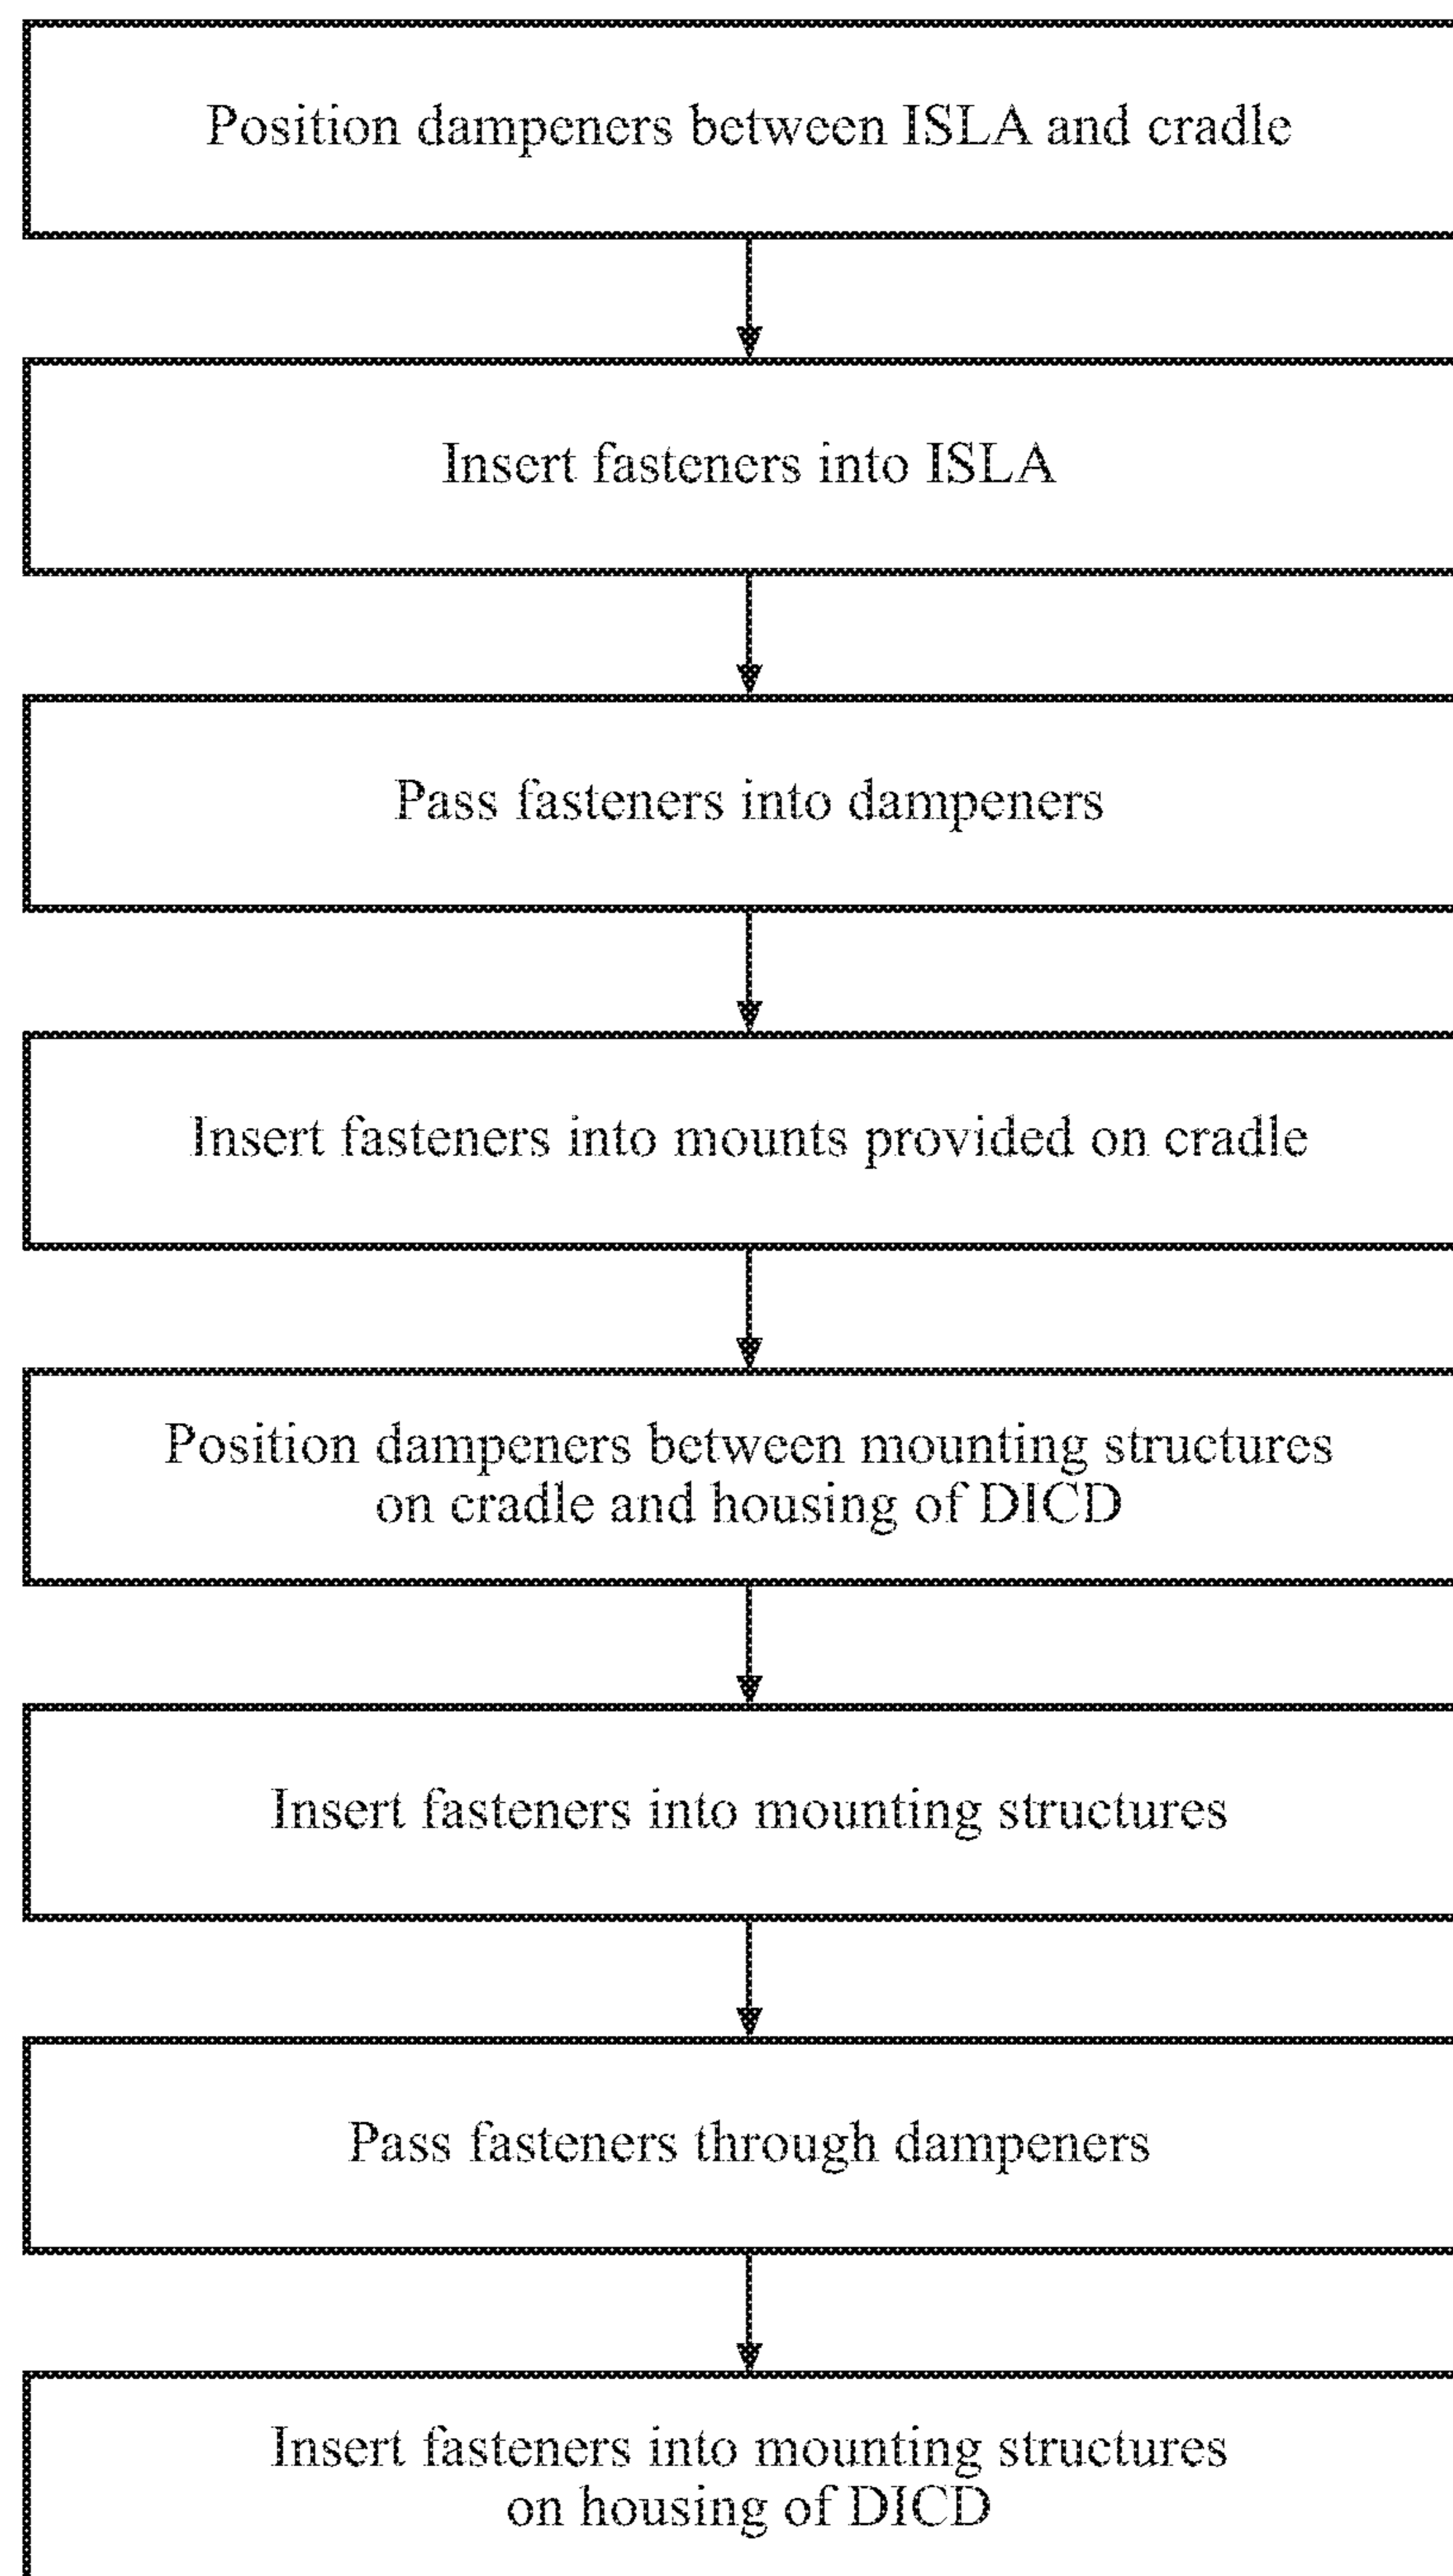 Position dampeners between ISLA and cradle
Insert fasteners into ISLA
Pass fasteners into dampeners
Insert fasteners into mounts provided on cradle
Position dampeners between mounting structures
on cradle and housing of DICD
Insert fasteners into mounting structures
Pass fasteners through dampeners
Insert fasteners into mounting structures
on housing of DICD